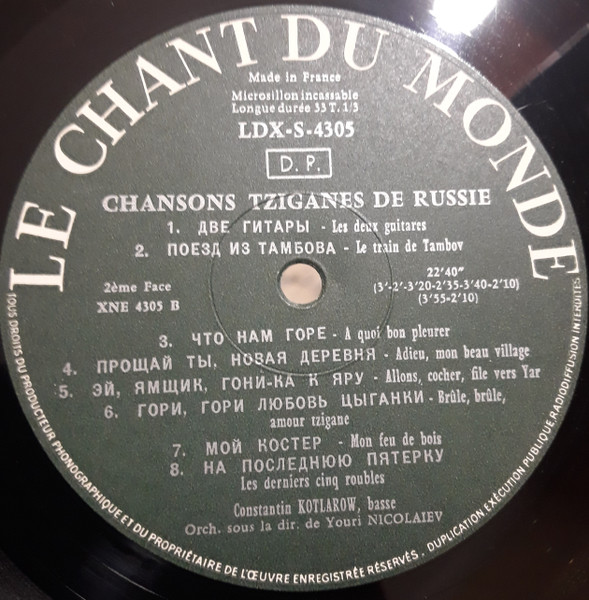 LE CHANT DU MONDE
Made in France
Microsillon incassable
Longue durée 33 T. 1/3
LDX-S-4305
D. P.
CHANSONS TZIGANES DE RUSSIE
1. ДВЕ ГИТАРЫ - Les deux guitares
2. ПОЕЗД ИЗ ТАМБОВА - Le train de Tambov
2ème Face
XNE 4305 B
22'40"
(3'-2'-3'20-2'35-3'40-2'10)
(3'55-2'10)
3. ЧТО НАМ ГОРЕ - A quoi bon pleurer
4. ПРОЩАЙ ТЫ, НОВАЯ ДЕРЕВНЯ - Adieu, mon beau village
5. ЭЙ, ЯМЩИК, ГОНИ-КА К ЯРУ - Allons, cocher, file vers Yar
6. ГОРИ, ГОРИ ЛЮБОВЬ ЦЫГАНКИ - Brûle, brûle,
amour tzigane
7. МОЙ КОСТЕР - Mon feu de bois
8. НА ПОСЛЕДНЮЮ ПЯТЕРКУ
Les derniers cinq roubles
Constantin KOTLAROW, basse
Orch. sous la dir. de Youri NICOLAIEV
TOUS DROITS DU PRODUCTEUR PHONOGRAPHIQUE ET DU PROPRIÉTAIRE DE L'ŒUVRE ENREGISTRÉE RÉSERVÉS. DUPLICATION EXÉCUTION PUBLIQUE RADIODIFFUSION INTERDITES